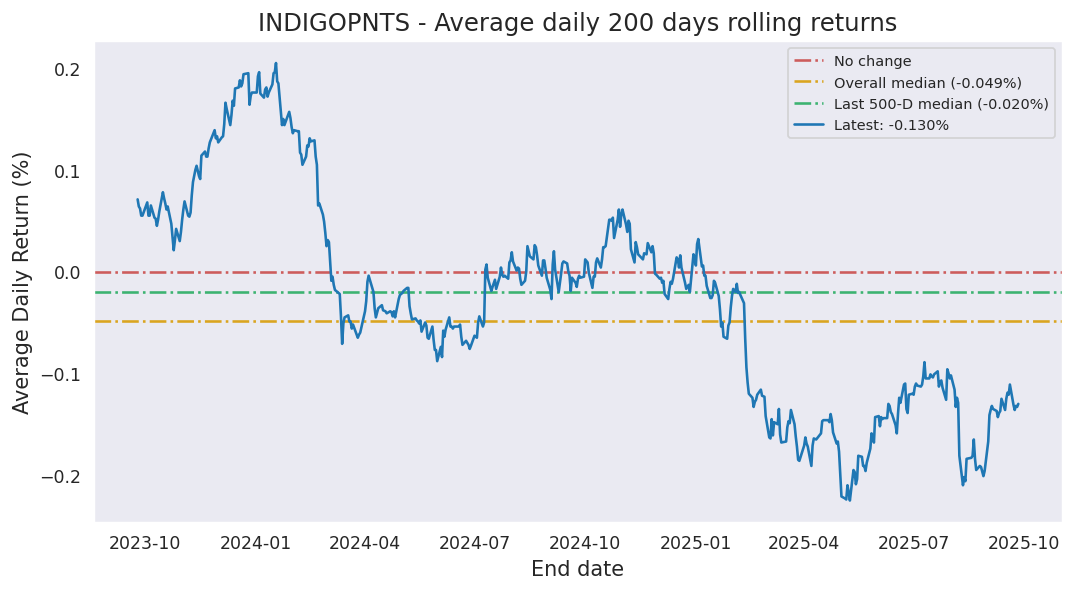 INDIGOPNTS - Average daily 200 days rolling returns
No change
Overall median (-0.049%)
Last 500-D median (-0.020%)
Latest: -0.130%
Average Daily Return (%)
0.2
0.1
0.0
−0.1
−0.2
2023-10 2024-01 2024-04 2024-07 2024-10 2025-01 2025-04 2025-07 2025-10
End date